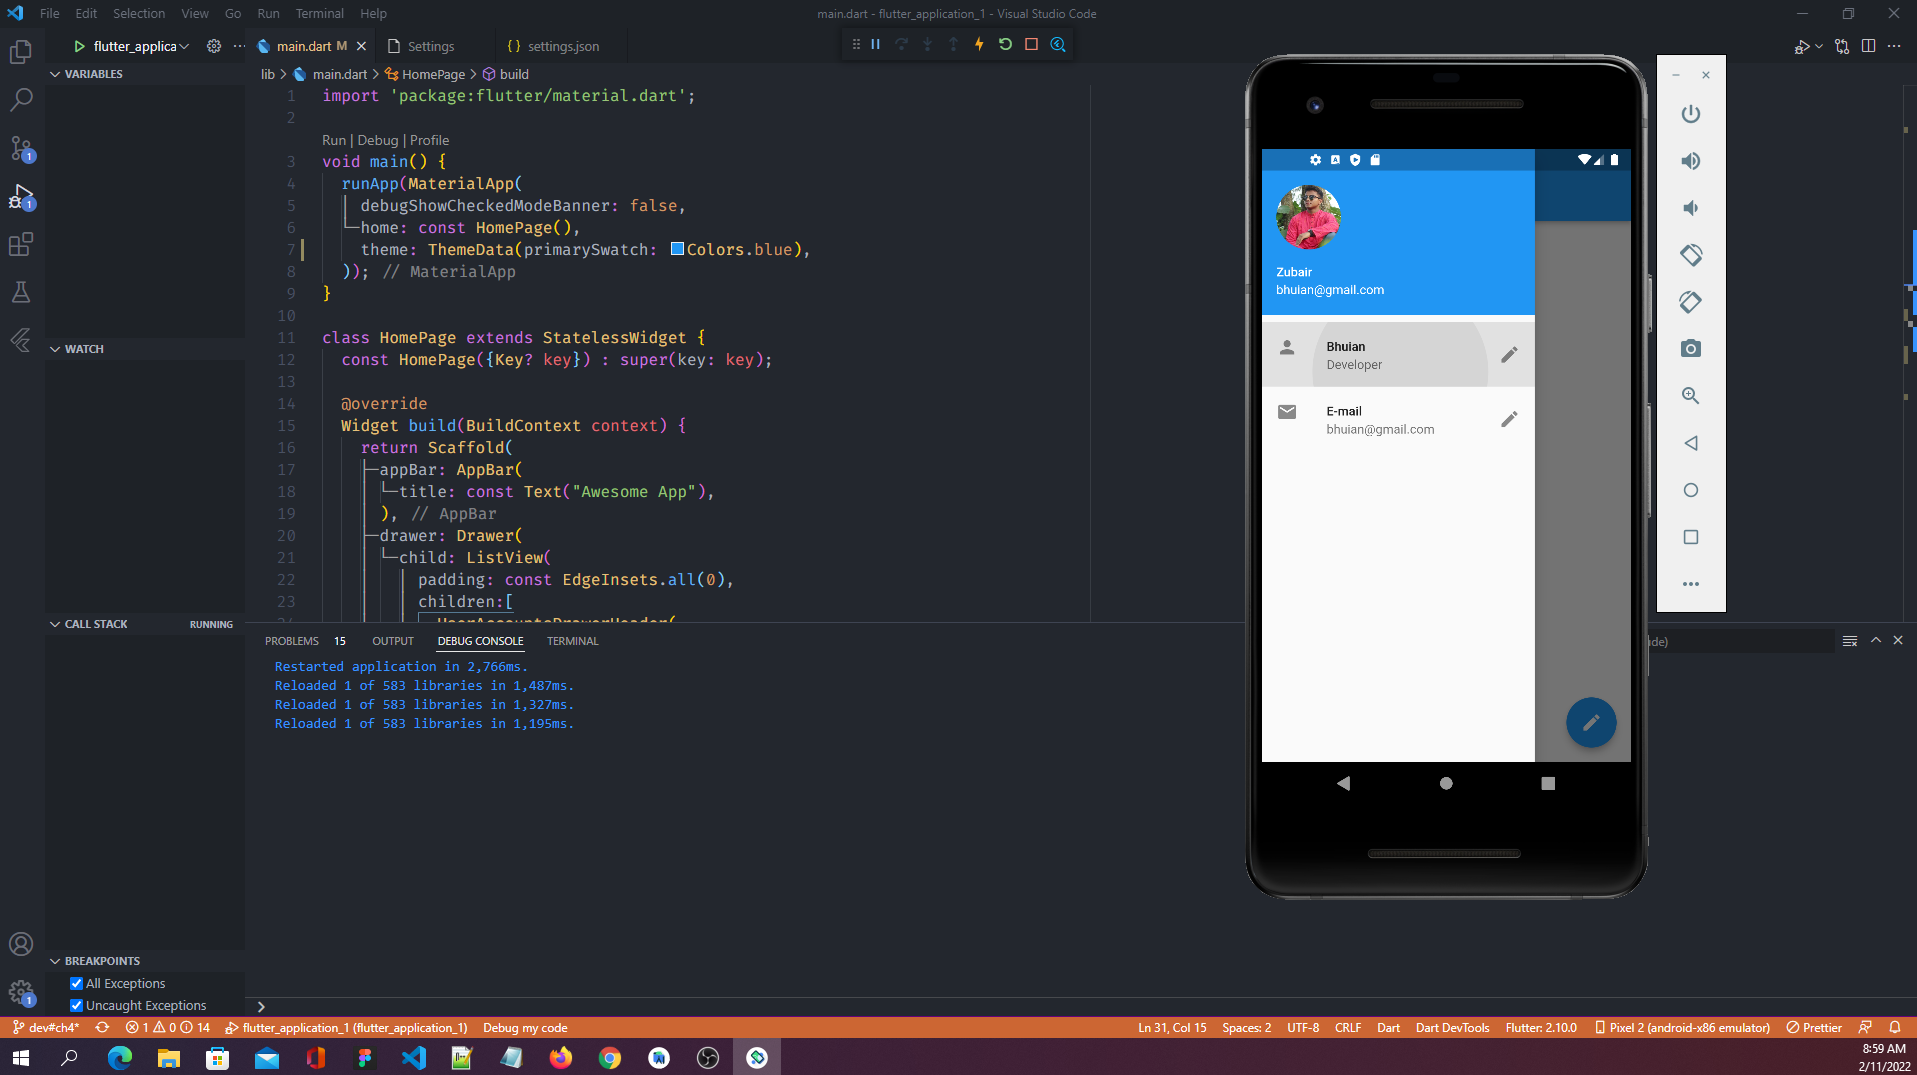 File Edit Selection View Go Run Terminal Help
main.dart - flutter_application_1 - Visual Studio Code
flutter_applica
main.dart M
Settings
{} settings.json
VARIABLES
lib > main.dart > HomePage > build
1 import 'package:flutter/material.dart';
2
Run | Debug | Profile
3 void main() {
4 runApp(MaterialApp(
5 debugShowCheckedModeBanner: false,
6 home: const HomePage(),
7 theme: ThemeData(primarySwatch: Colors.blue),
8 )); // MaterialApp
9 }
10
11 class HomePage extends StatelessWidget {
12 const HomePage({Key? key}) : super(key: key);
13
14 @override
15 Widget build(BuildContext context) {
16 return Scaffold(
17 appBar: AppBar(
18 title: const Text("Awesome App"),
19 ), // AppBar
20 drawer: Drawer(
21 child: ListView(
22 padding: const EdgeInsets.all(0),
23 children:[
UserAccountsDrawerHeader(
WATCH
CALL STACK
RUNNING
BREAKPOINTS
All Exceptions
Uncaught Exceptions
1
1
1
PROBLEMS 15 OUTPUT DEBUG CONSOLE TERMINAL
Restarted application in 2,766ms.
Reloaded 1 of 583 libraries in 1,487ms.
Reloaded 1 of 583 libraries in 1,327ms.
Reloaded 1 of 583 libraries in 1,195ms.
Zubair
bhuian@gmail.com
Bhuian
Developer
E-mail
bhuian@gmail.com
dev#ch4* 1 0 14 flutter_application_1 (flutter_application_1) Debug my code
Ln 31, Col 15 Spaces: 2 UTF-8 CRLF Dart Dart DevTools Flutter: 2.10.0 Pixel 2 (android-x86 emulator) Prettier
8:59 AM
2/11/2022